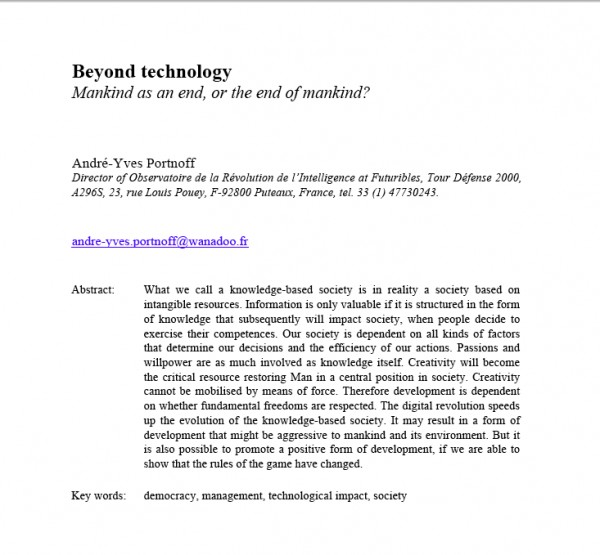 Beyond technology
Mankind as an end, or the end of mankind?
André-Yves Portnoff
Director of Observatoire de la Révolution de l'Intelligence at Futuribles, Tour Défense 2000,
A296S, 23, rue Louis Pouey, F-92800 Puteaux, France, tel. 33 (1) 47730243.
andre-yves.portnoff@wanadoo.fr
Abstract: What we call a knowledge-based society is in reality a society based on
intangible resources. Information is only valuable if it is structured in the form
of knowledge that subsequently will impact society, when people decide to
exercise their competences. Our society is dependent on all kinds of factors
that determine our decisions and the efficiency of our actions. Passions and
willpower are as much involved as knowledge itself. Creativity will become
the critical resource restoring Man in a central position in society. Creativity
cannot be mobilised by means of force. Therefore development is dependent
on whether fundamental freedoms are respected. The digital revolution speeds
up the evolution of the knowledge-based society. It may result in a form of
development that might be aggressive to mankind and its environment. But it
is also possible to promote a positive form of development, if we are able to
show that the rules of the game have changed.
Key words: democracy, management, technological impact, society